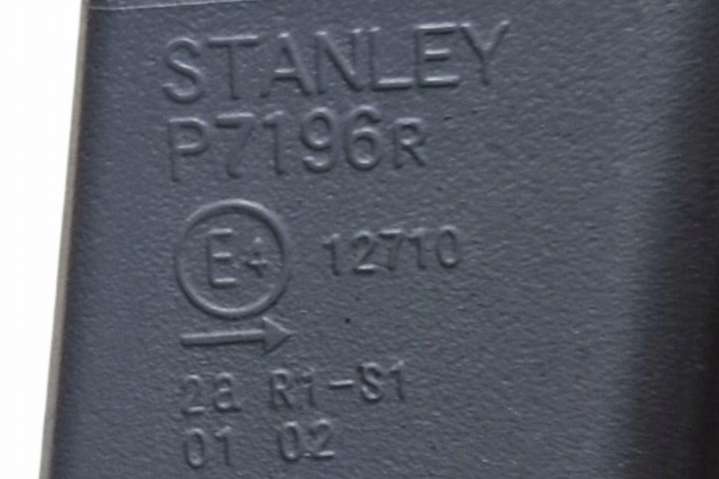 STANLEY
P7196R
E4 12710
→
2a R1-S1
01 02